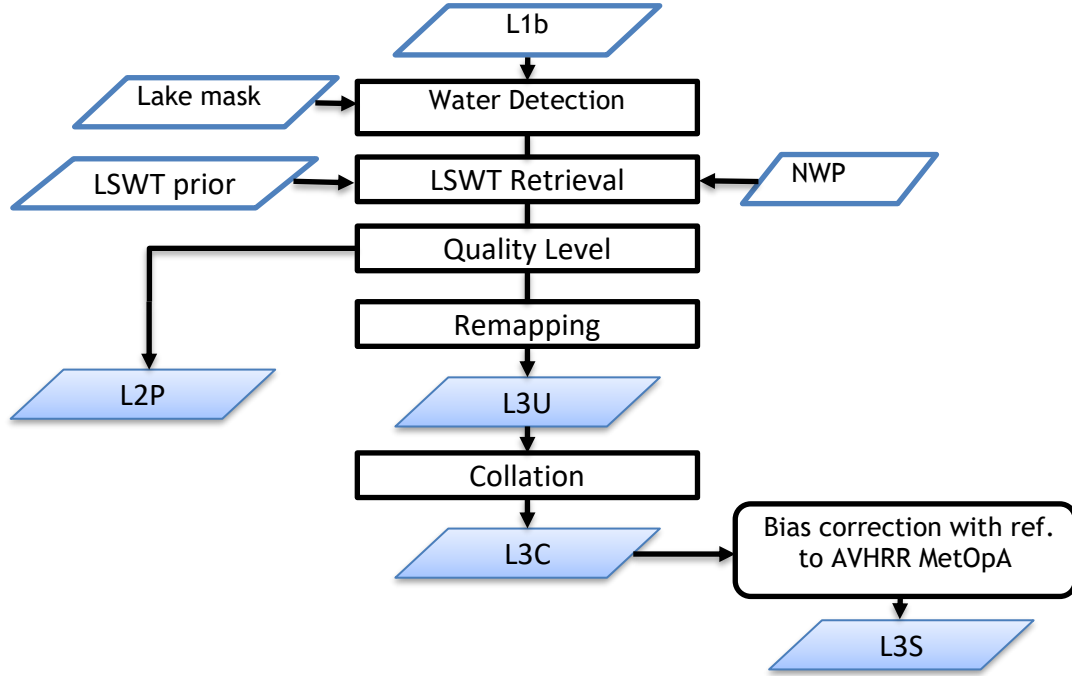 L1b
Lake mask
Water Detection
LSWT prior
LSWT Retrieval
NWP
Quality Level
Remapping
L2P
L3U
Collation
L3C
Bias correction with ref.
to AVHRR MetOpA
L3S